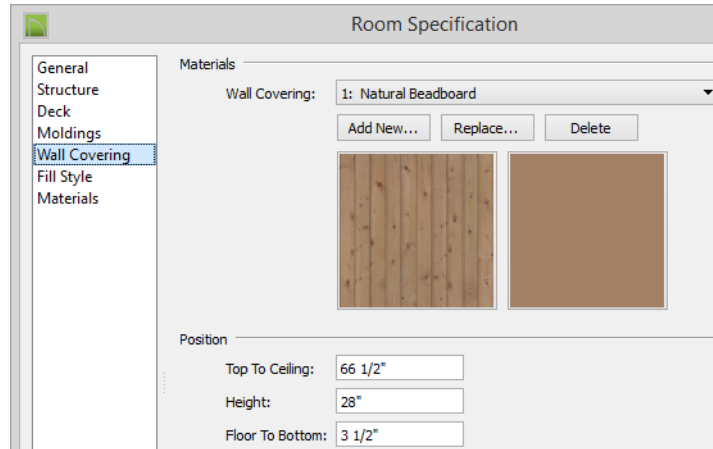 Room Specification
General
Structure
Deck
Moldings
Wall Covering
Fill Style
Materials
Materials
Wall Covering: 1: Natural Beadboard
Add New... Replace... Delete
Position
Top To Ceiling: 66 1/2"
Height: 28"
Floor To Bottom: 3 1/2"